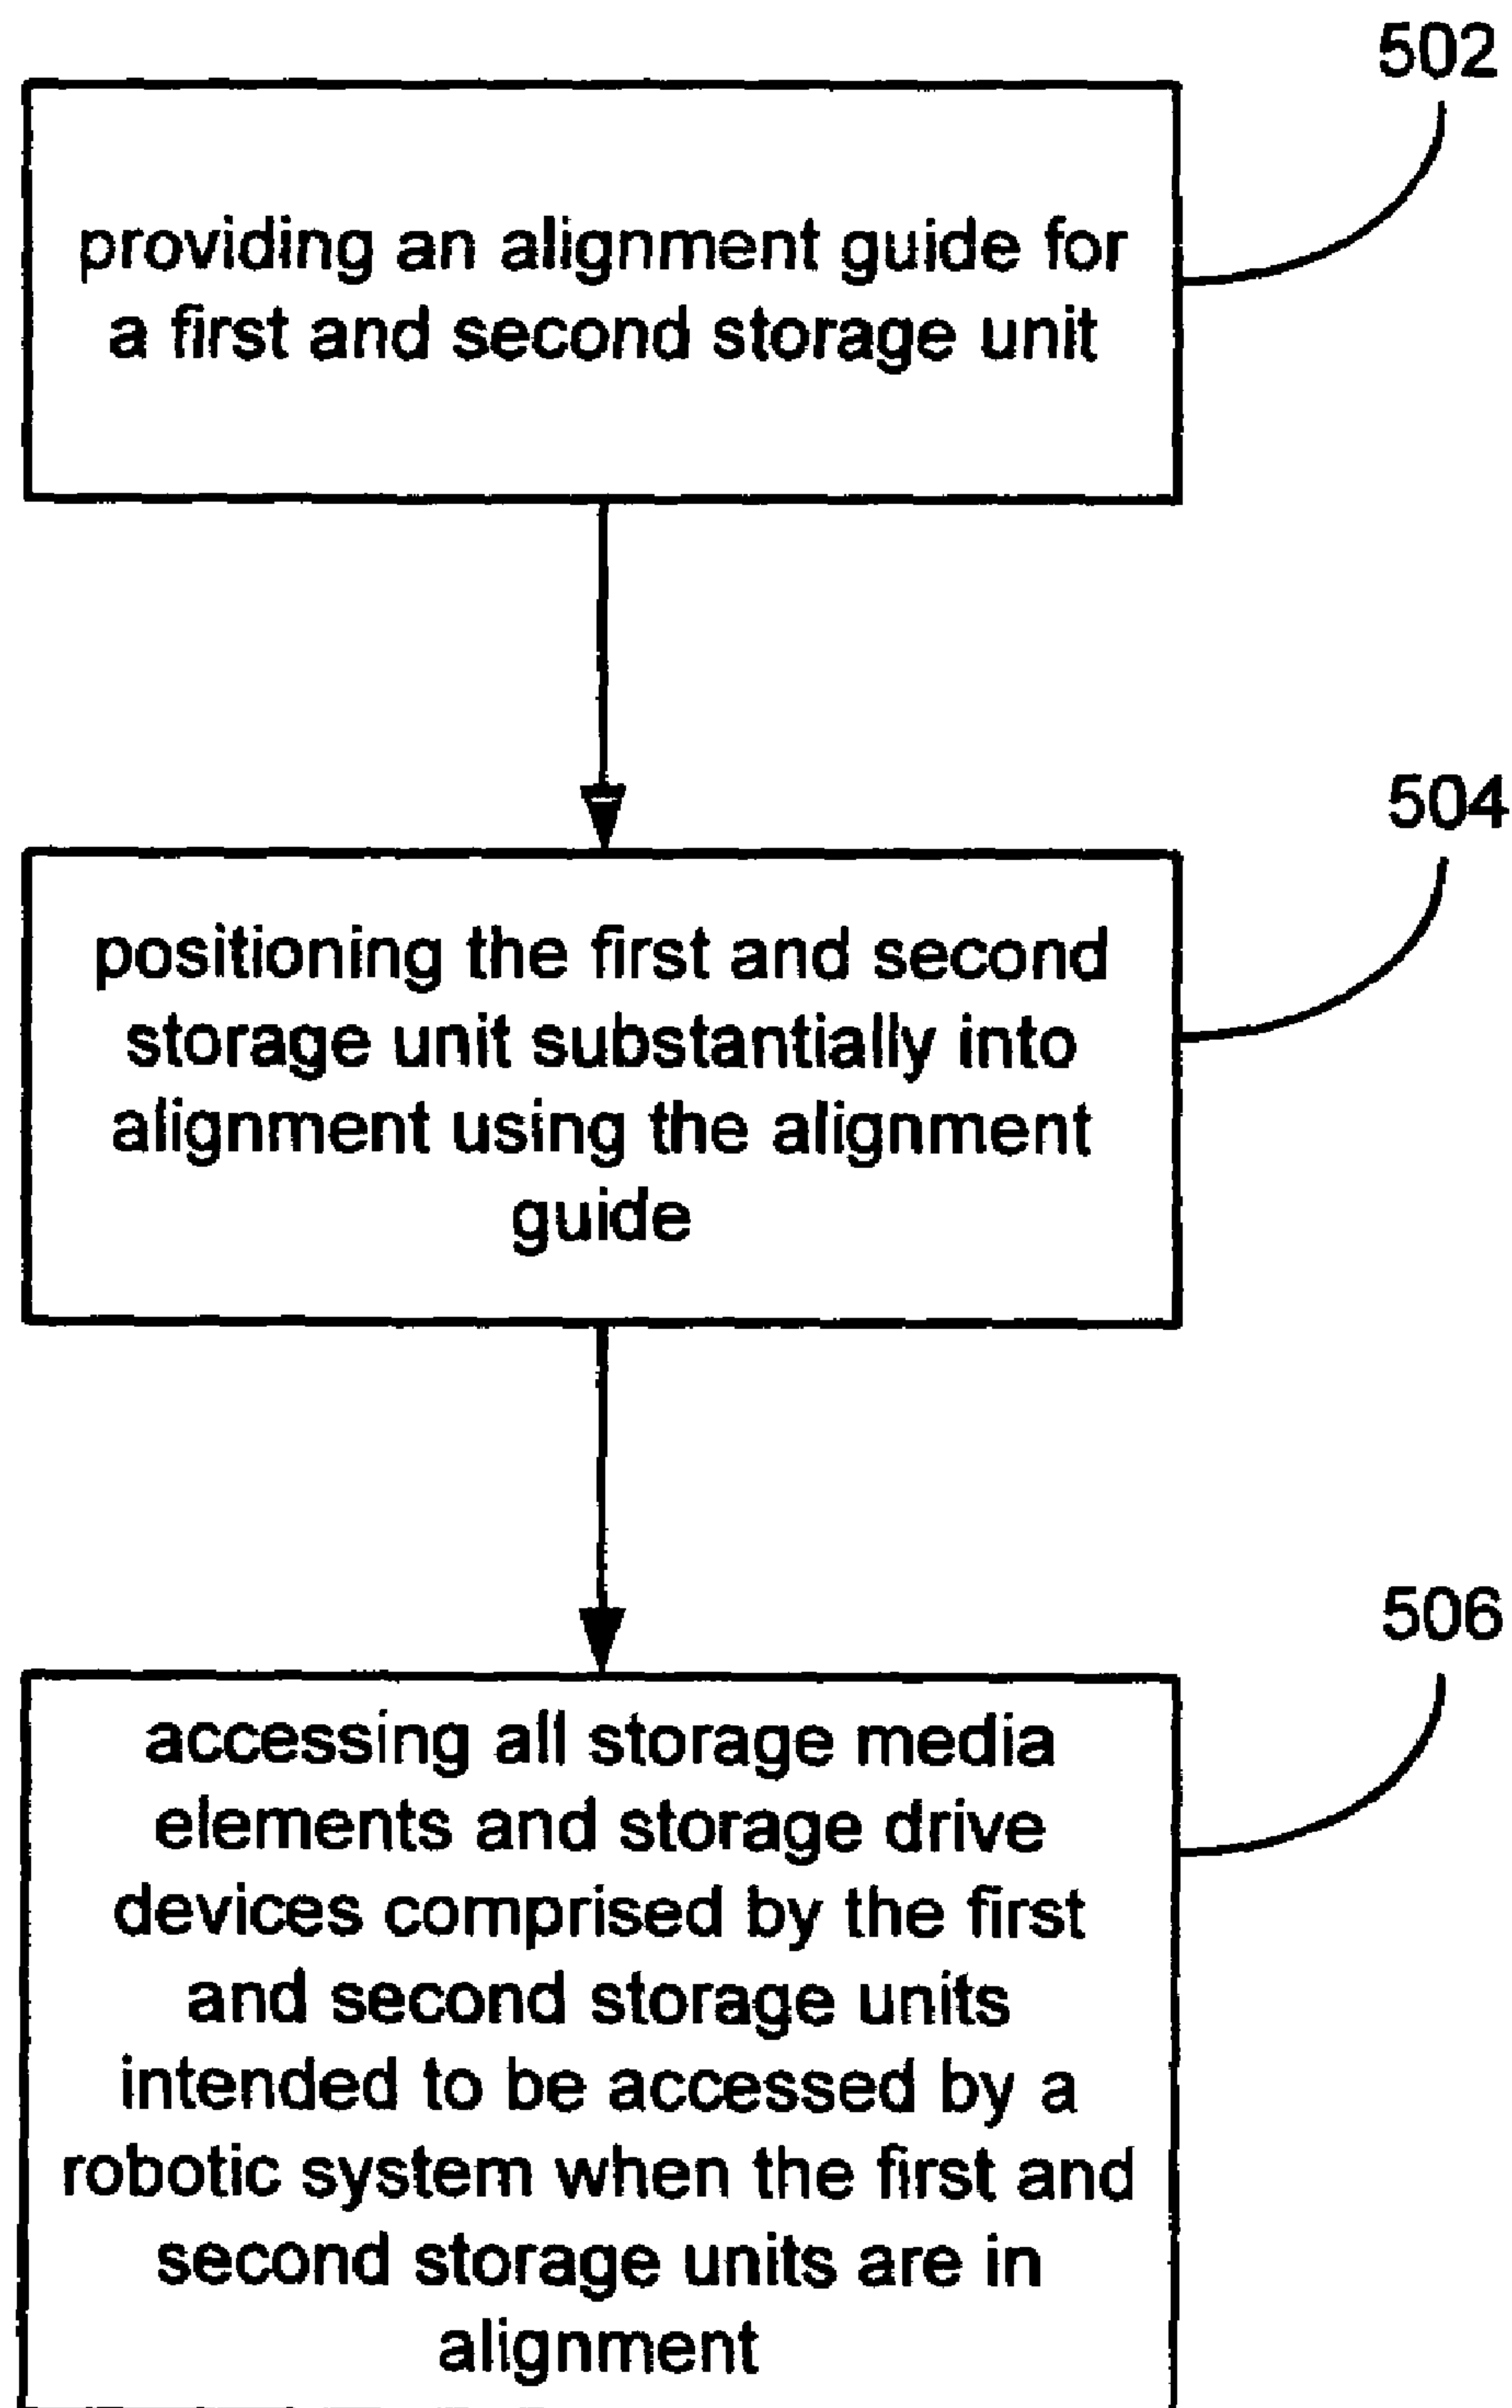 502
providing an alignment guide for
a first and second storage unit
504
positioning the first and second
storage unit substantially into
alignment using the alignment
guide
506
accessing all storage media
elements and storage drive
devices comprised by the first
and second storage units
intended to be accessed by a
robotic system when the first and
second storage units are in
alignment